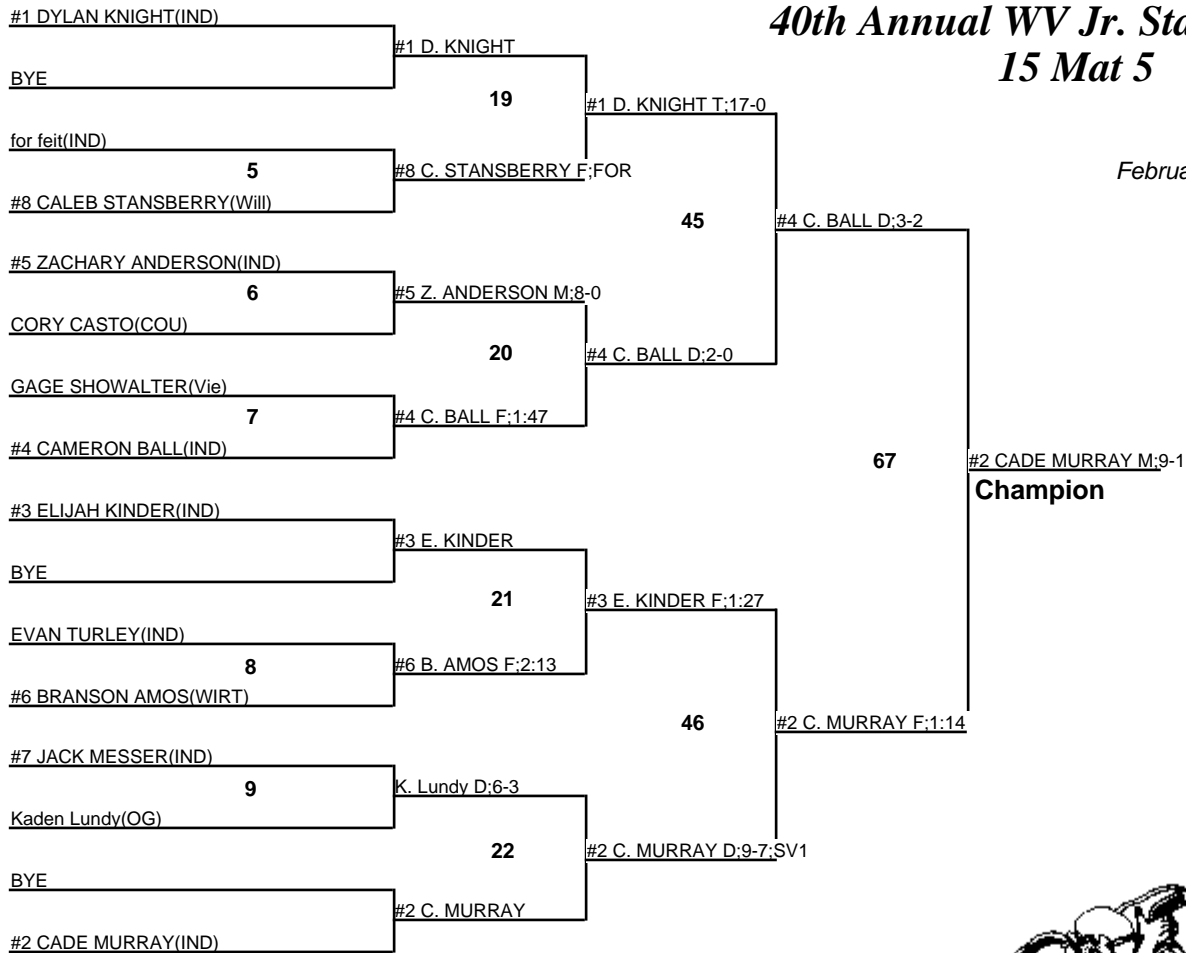 40th Annual WV Jr. Sta
15 Mat 5
Februa
#1 DYLAN KNIGHT(IND)
#1 D. KNIGHT
BYE
19
#1 D. KNIGHT T;17-0
for feit(IND)
5
#8 C. STANSBERRY F;FOR
#8 CALEB STANSBERRY(Will)
45
#4 C. BALL D;3-2
#5 ZACHARY ANDERSON(IND)
6
#5 Z. ANDERSON M;8-0
CORY CASTO(COU)
20
#4 C. BALL D;2-0
GAGE SHOWALTER(Vie)
7
#4 C. BALL F;1:47
#4 CAMERON BALL(IND)
67
#2 CADE MURRAY M;9-1
Champion
#3 ELIJAH KINDER(IND)
#3 E. KINDER
BYE
21
#3 E. KINDER F;1:27
EVAN TURLEY(IND)
8
#6 B. AMOS F;2:13
#6 BRANSON AMOS(WIRT)
46
#2 C. MURRAY F;1:14
#7 JACK MESSER(IND)
9
K. Lundy D;6-3
Kaden Lundy(OG)
22
#2 C. MURRAY D;9-7;SV1
BYE
#2 C. MURRAY
#2 CADE MURRAY(IND)